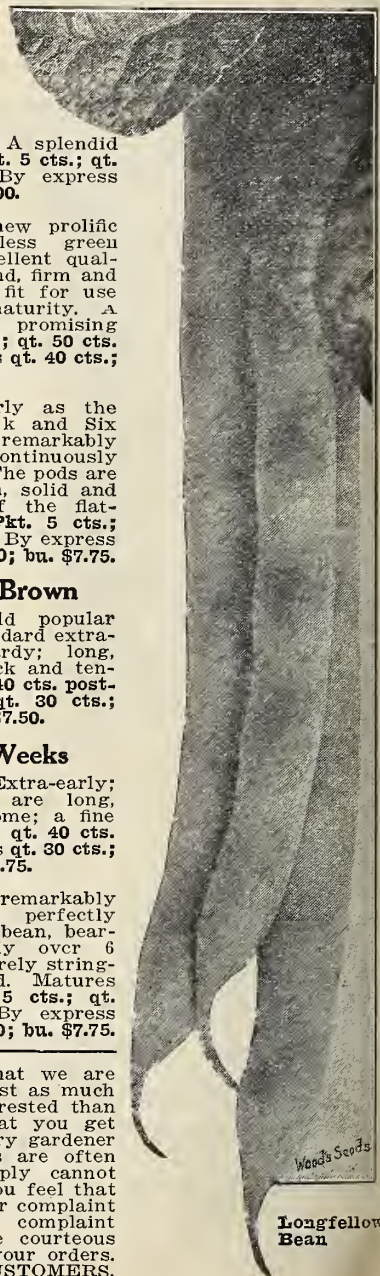 A splendid
t. 5 cts.; qt.
By express
00.
new prolific
less green
ellent qual-
nd, firm and
fit for use
naturity. A
promising
; qt. 50 cts.
s qt. 40 cts.;
rly as the
k and Six
remarkably
ontinuously
The pods are
, solid and
f the flat-
Pkt. 5 cts.;
By express
0; bu. $7.75.
Brown
ld popular
dard extra-
rdy; long,
ck and ten-
40 cts. post-
qt. 30 cts.;
$7.50.
Weeks
Extra-early;
are long,
ome; a fine
qt. 40 cts.
s qt. 30 cts.;
.75.
remarkably
perfectly
bean, bear-
ly over 6
rely string-
d. Matures
5 cts.; qt.
By express
0; bu. $7.75.
hat we are
st as much
rested than
at you get
ry gardener
s are often
ply cannot
ou feel that
r complaint
complaint
e courteous
your orders.
USTOMERS.
Wood's Seeds
Longfellow
Bean